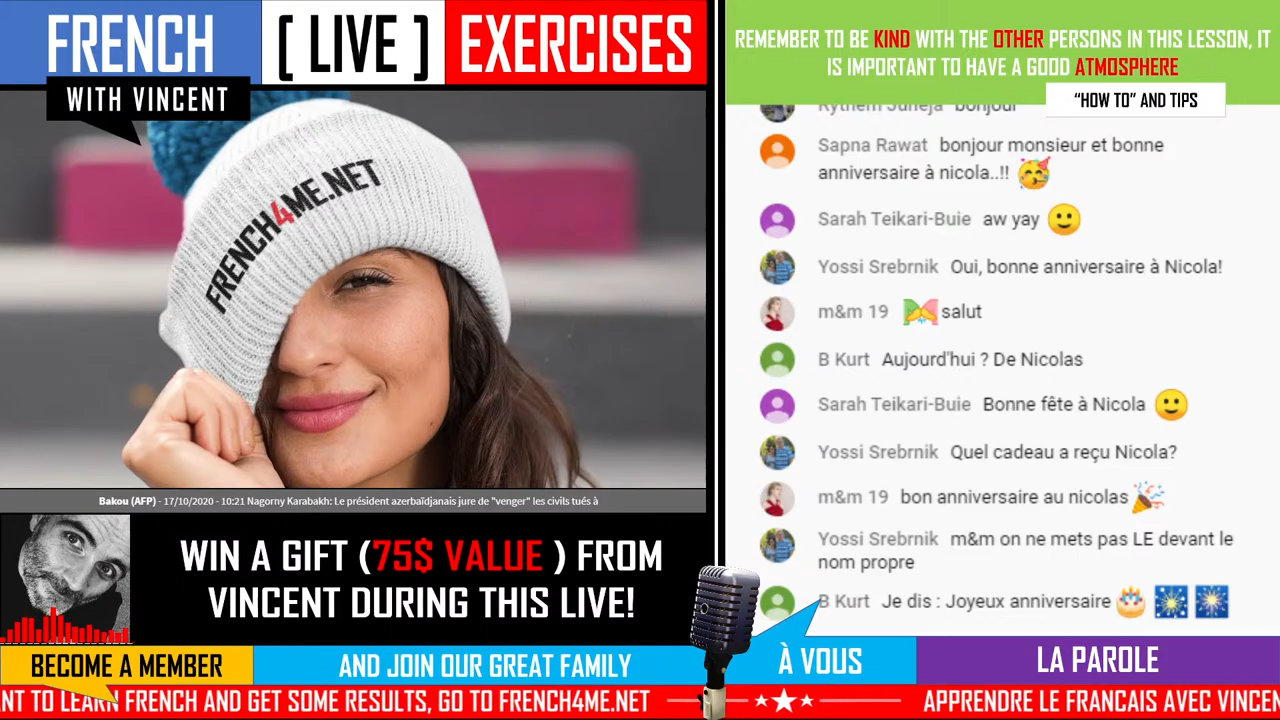 FRENCH
[ LIVE ]
EXERCISES
WITH VINCENT
FRENCH4ME.NET
Bakou (AFP) - 17/10/2020 - 10:21 Nagorny Karabakh: Le président azerbaïdjanais jure de "venger" les civils tués à
WIN A GIFT (75$ VALUE ) FROM
VINCENT DURING THIS LIVE!
BECOME A MEMBER
AND JOIN OUR GREAT FAMILY
REMEMBER TO BE KIND WITH THE OTHER PERSONS IN THIS LESSON, IT
IS IMPORTANT TO HAVE A GOOD ATMOSPHERE
“HOW TO” AND TIPS
Rythem Juneja bonjour
Sapna Rawat bonjour monsieur et bonne
anniversaire à nicola..!! 🥳
Sarah Teikari-Buie aw yay 🙂
Yossi Srebrnik Oui, bonne anniversaire à Nicola!
m&m 19 salut
B Kurt Aujourd'hui ? De Nicolas
Sarah Teikari-Buie Bonne fête à Nicola 🙂
Yossi Srebrnik Quel cadeau a reçu Nicola?
m&m 19 bon anniversaire au nicolas 🎉
Yossi Srebrnik m&m on ne mets pas LE devant le
nom propre
B Kurt Je dis : Joyeux anniversaire 🎂 🎇 🎆
À VOUS
LA PAROLE
NT TO LEARN FRENCH AND GET SOME RESULTS, GO TO FRENCH4ME.NET
APPRENDRE LE FRANCAIS AVEC VINCEN